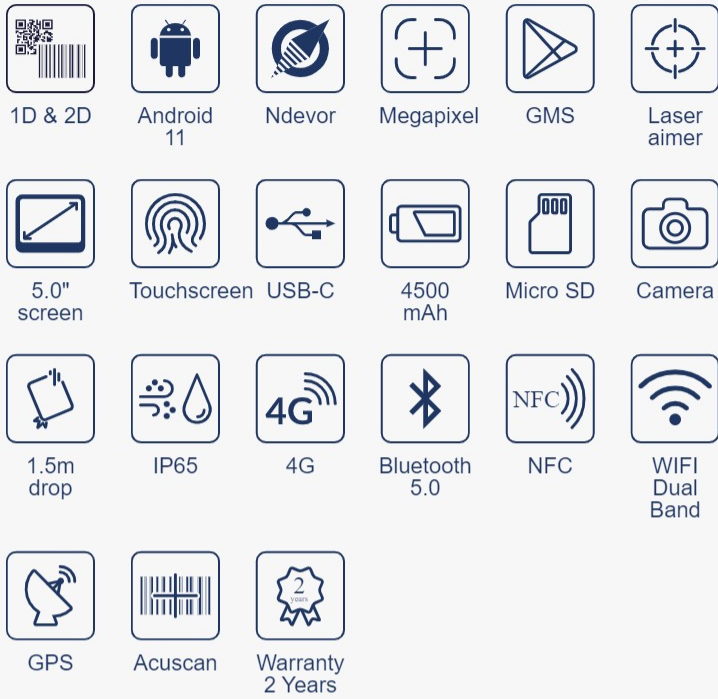 1D & 2D
Android
11
Ndevor
Megapixel
GMS
Laser
aimer
5.0"
screen
Touchscreen
USB-C
4500
mAh
Micro SD
Camera
4G
NFC
1.5m
drop
IP65
4G
Bluetooth
5.0
NFC
WIFI
Dual
Band
2
years
GPS
Acuscan
Warranty
2 Years